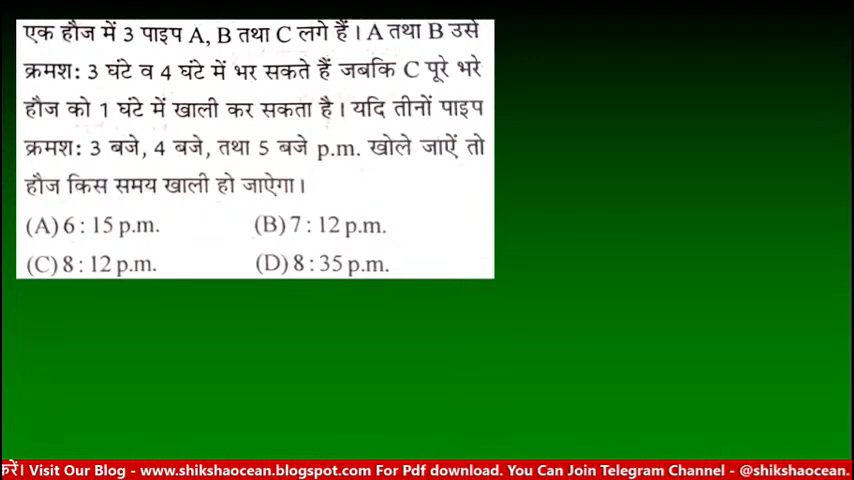 एक हौज में 3 पाइप A, B तथा C लगे हैं। A तथा B उसे
क्रमश: 3 घंटे व 4 घंटे में भर सकते हैं जबकि C पूरे भरे
हौज को 1 घंटे में खाली कर सकता है। यदि तीनों पाइप
क्रमश: 3 बजे, 4 बजे, तथा 5 बजे p.m. खोले जाऐं तो
हौज किस समय खाली हो जाऐगा।
(A) 6 : 15 p.m. (B) 7 : 12 p.m.
(C) 8 : 12 p.m. (D) 8 : 35 p.m.
करें। Visit Our Blog - www.shikshaocean.blogspot.com For Pdf download. You Can Join Telegram Channel - @shikshaocean.